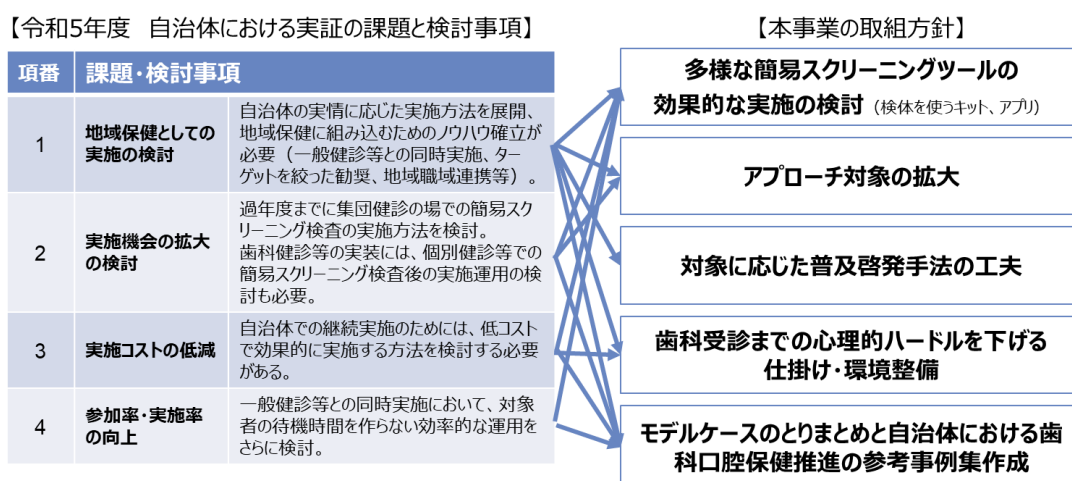 【令和5年度 自治体における実証の課題と検討事項】
項番 課題・検討事項
1
地域保健としての
実施の検討
自治体の実情に応じた実施方法を展開、
地域保健に組み込むためのノウハウ確立が
必要（一般健診等との同時実施、ター
ゲットを絞った勧奨、地域職域連携等）。
2
実施機会の拡大
の検討
過年度までに集団健診の場での簡易スク
リーニング検査の実施方法を検討。
歯科健診等の実装には、個別健診等での
簡易スクリーニング検査後の実施運用の検
討も必要。
3
実施コストの低減
自治体での継続実施のためには、低コスト
で効果的に実施する方法を検討する必要
がある。
4
参加率・実施率
の向上
一般健診等との同時実施において、対象
者の待機時間を作らない効率的な運用を
さらに検討。
【本事業の取組方針】
多様な簡易スクリーニングツールの
効果的な実施の検討（検体を使うキット、アプリ）
アプローチ対象の拡大
対象に応じた普及啓発手法の工夫
歯科受診までの心理的ハードルを下げる
仕掛け・環境整備
モデルケースのとりまとめと自治体における歯
科口腔保健推進の参考事例集作成